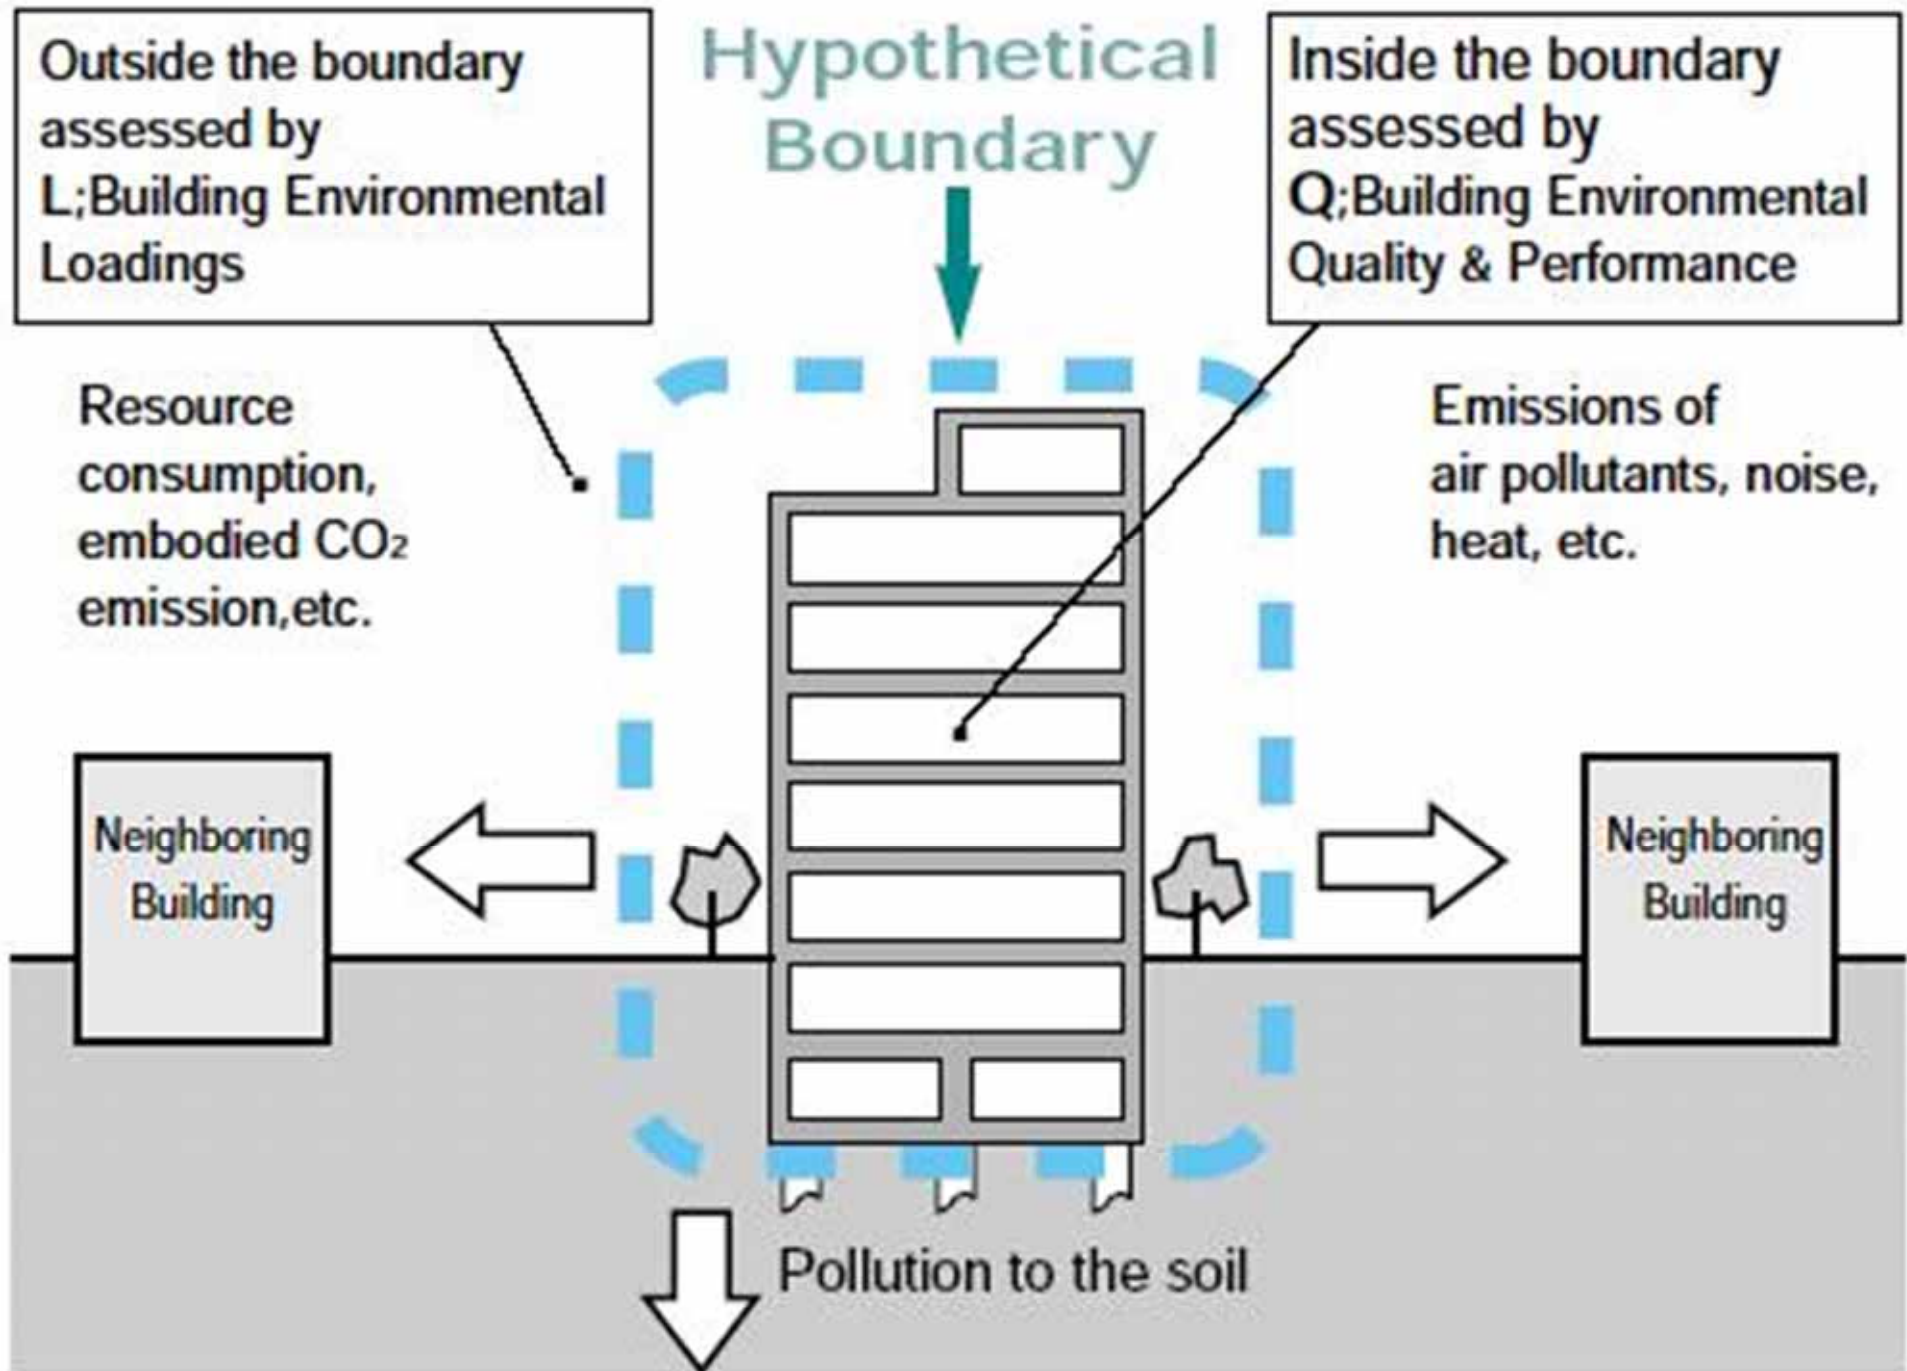 Outside the boundary
assessed by
L;Building Environmental
Loadings
Hypothetical
Boundary
Inside the boundary
assessed by
Q;Building Environmental
Quality & Performance
Resource
consumption,
embodied CO₂
emission,etc.
Emissions of
air pollutants, noise,
heat, etc.
Neighboring
Building
Neighboring
Building
Pollution to the soil